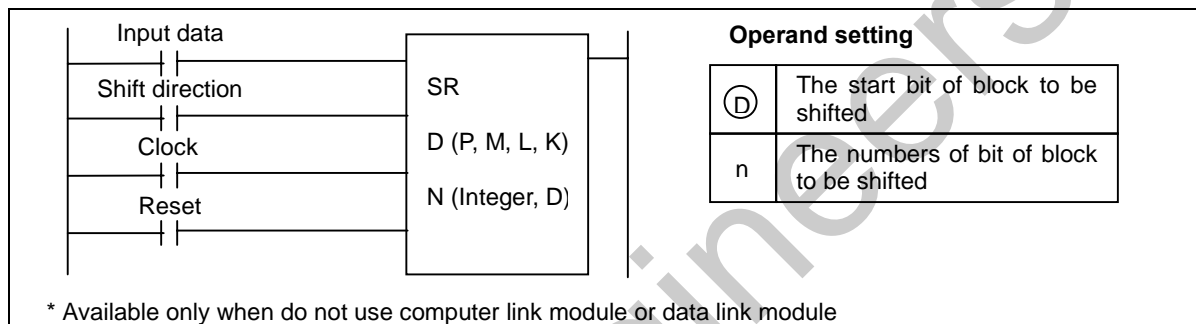 Input data
Shift direction
Clock
Reset
SR
D (P, M, L, K)
N (Integer, D)
Operand setting
D The start bit of block to be
shifted
n The numbers of bit of block
to be shifted
* Available only when do not use computer link module or data link module